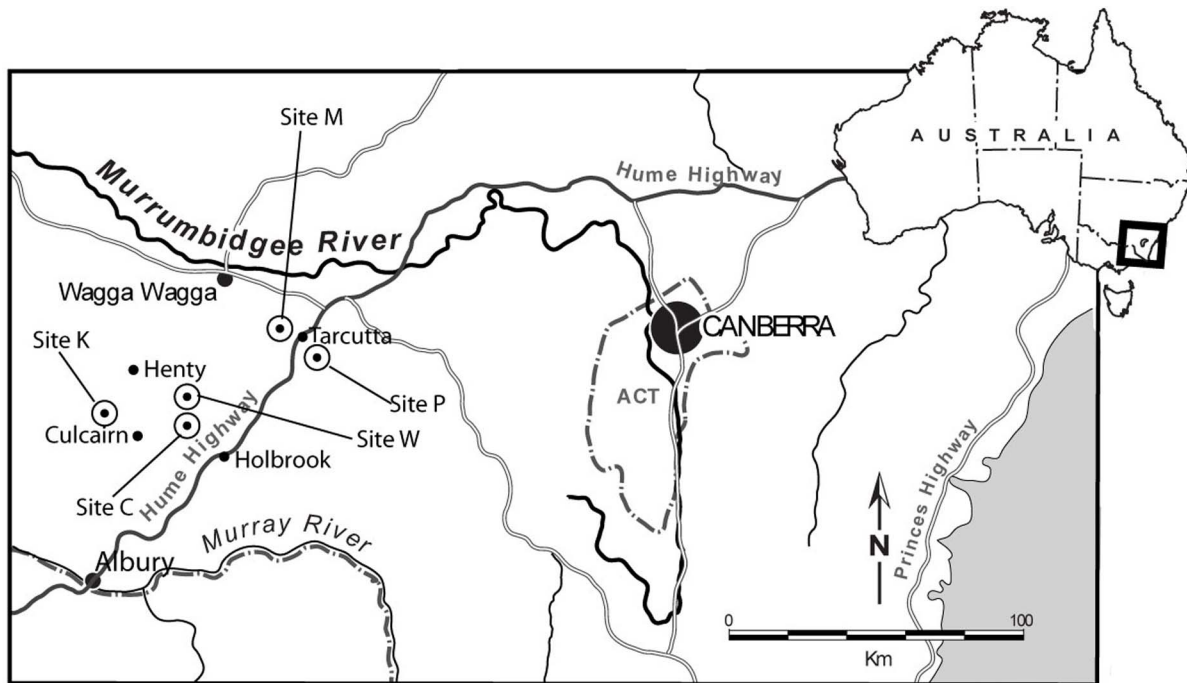 Site M
AUSTRALIA
Hume Highway
Murrumbidgee River
Wagga Wagga
Site K
Tarcutta
CANBERRA
Henty
ACT
Site P
Culcairn
Site W
Hume Highway
Holbrook
Site C
Princes Highway
Murray River
Albury
N
0 100
Km